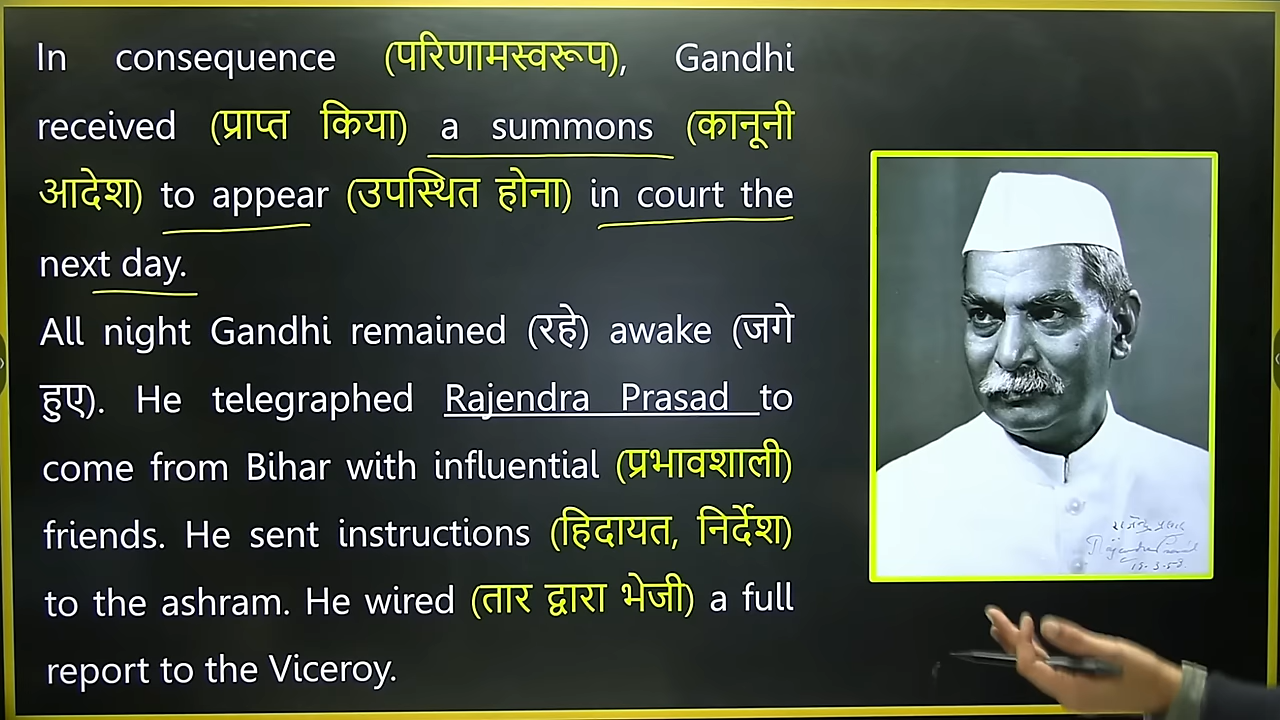 In consequence (परिणामस्वरूप), Gandhi
received (प्राप्त किया) a summons (कानूनी
आदेश) to appear (उपस्थित होना) in court the
next day.
All night Gandhi remained (रहे) awake (जगे
हुए). He telegraphed Rajendra Prasad to
come from Bihar with influential (प्रभावशाली)
friends. He sent instructions (हिदायत, निर्देश)
to the ashram. He wired (तार द्वारा भेजी) a full
report to the Viceroy.